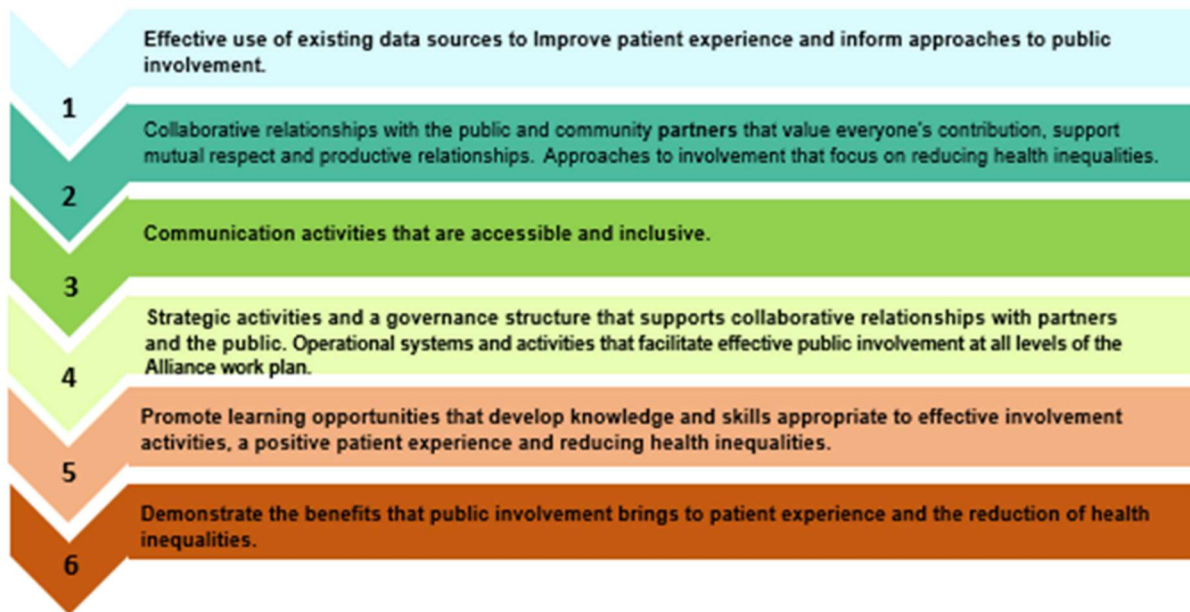 Effective use of existing data sources to Improve patient experience and inform approaches to public
involvement.
1
Collaborative relationships with the public and community partners that value everyone's contribution, support
mutual respect and productive relationships. Approaches to involvement that focus on reducing health inequalities.
2
Communication activities that are accessible and inclusive.
3
Strategic activities and a governance structure that supports collaborative relationships with partners
and the public. Operational systems and activities that facilitate effective public involvement at all levels of the
Alliance work plan.
4
Promote learning opportunities that develop knowledge and skills appropriate to effective involvement
activities, a positive patient experience and reducing health inequalities.
5
Demonstrate the benefits that public involvement brings to patient experience and the reduction of health
inequalities.
6